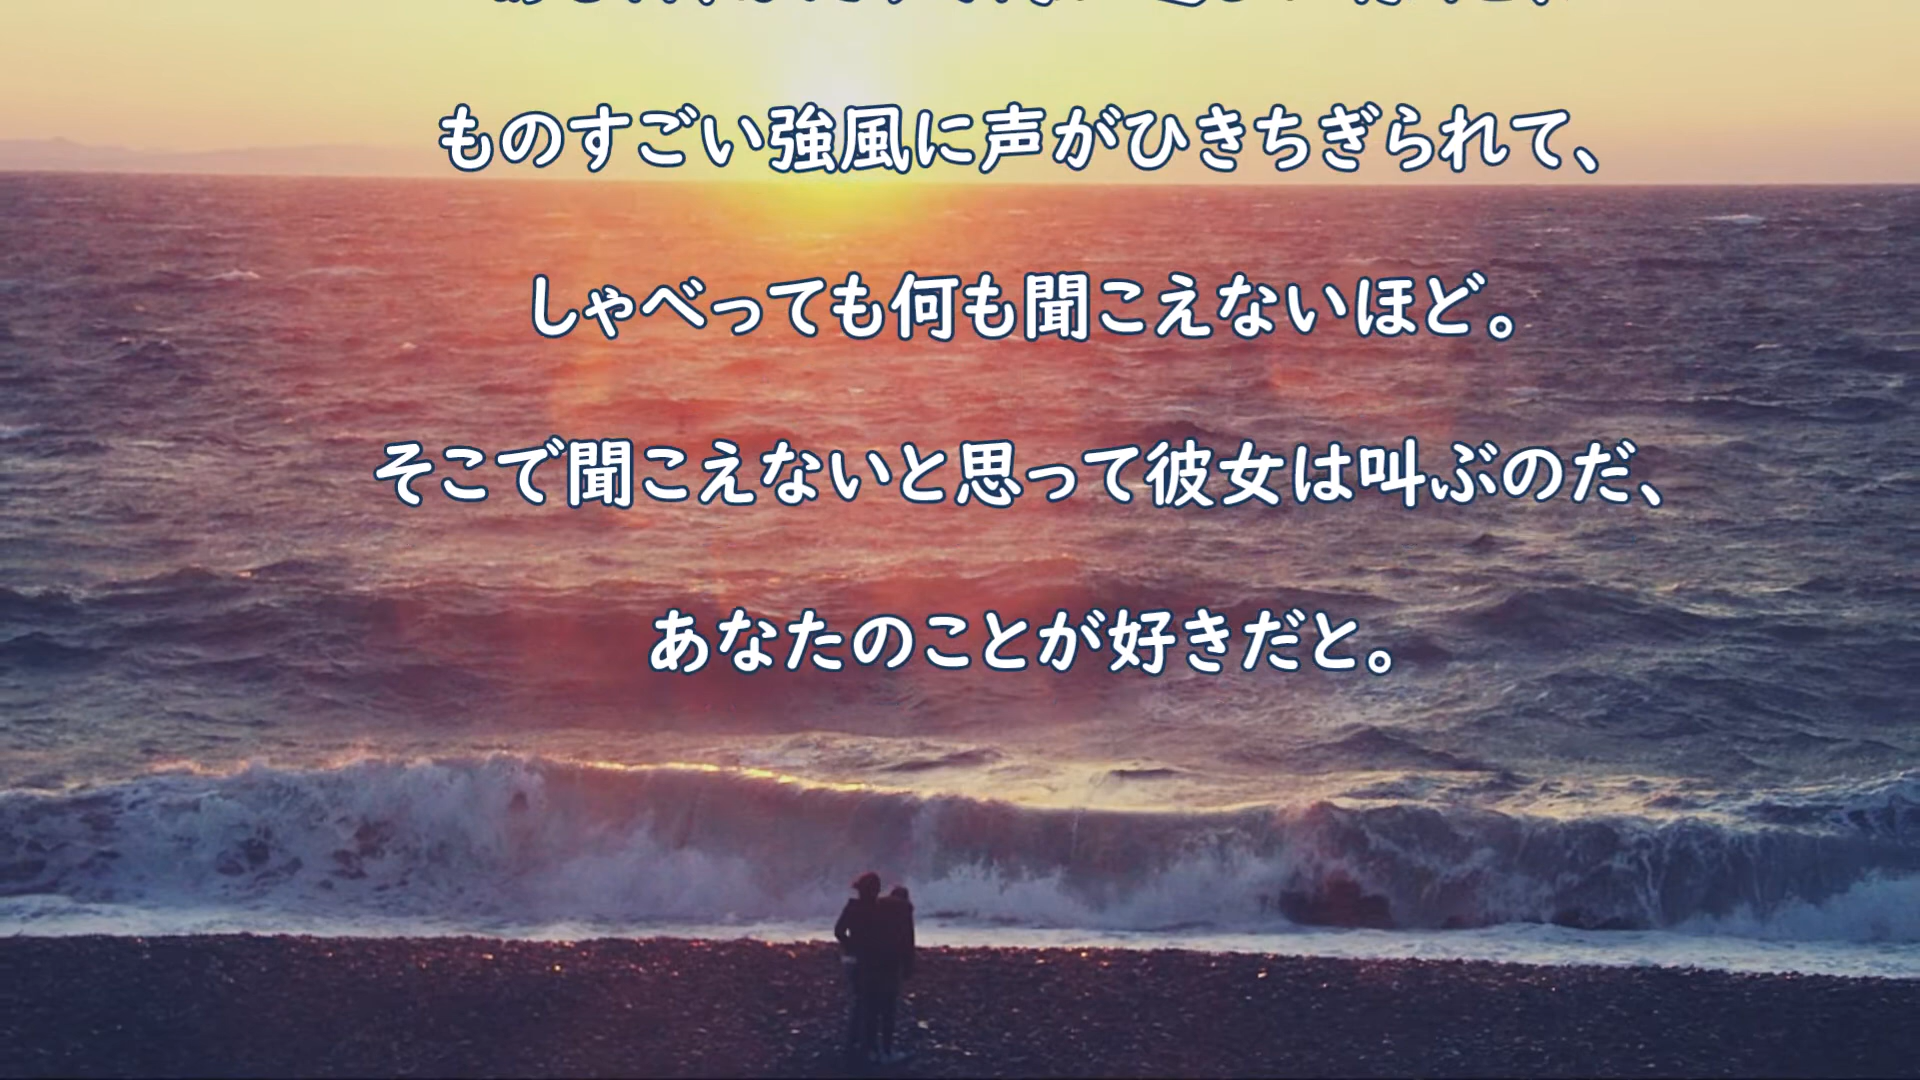 ものすごい強風に声がひきちぎられて、
しゃべっても何も聞こえないほど。
そこで聞こえないと思って彼女は叫ぶのだ、
あなたのことが好きだと。